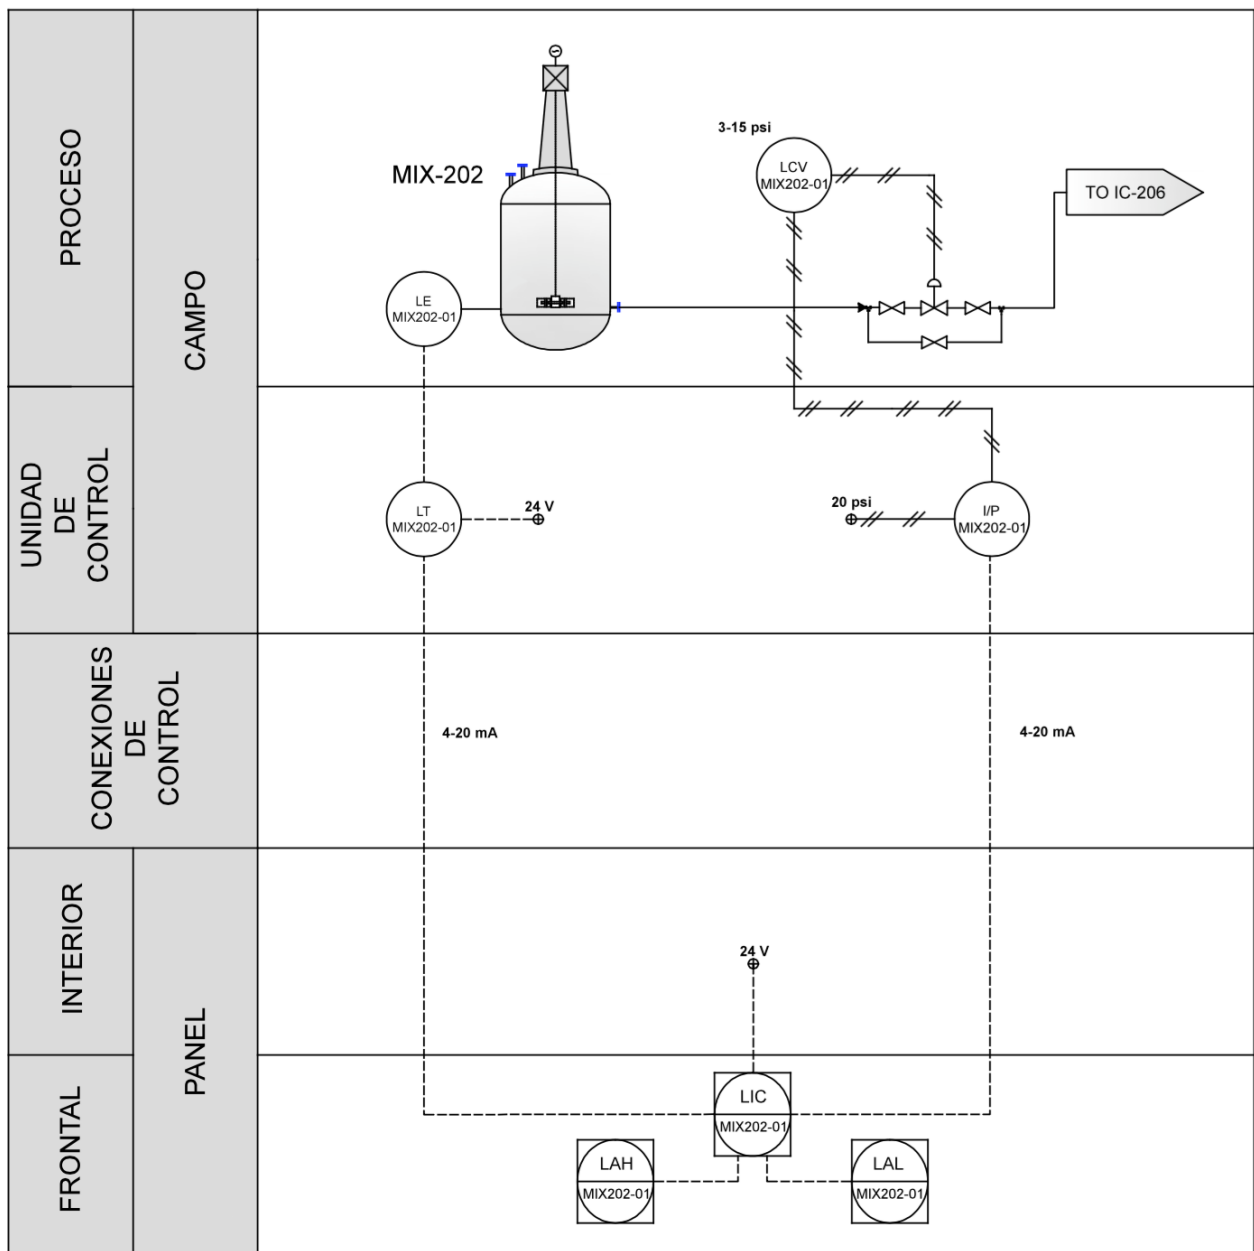 PROCESO
CAMPO
MIX-202
3-15 psi
LCV
MIX202-01
TO IC-206
LE
MIX202-01
UNIDAD
DE
CONTROL
LT
MIX202-01
24 V
20 psi
I/P
MIX202-01
CONEXIONES
DE
CONTROL
4-20 mA
4-20 mA
INTERIOR
PANEL
24 V
FRONTAL
LIC
MIX202-01
LAH
MIX202-01
LAL
MIX202-01